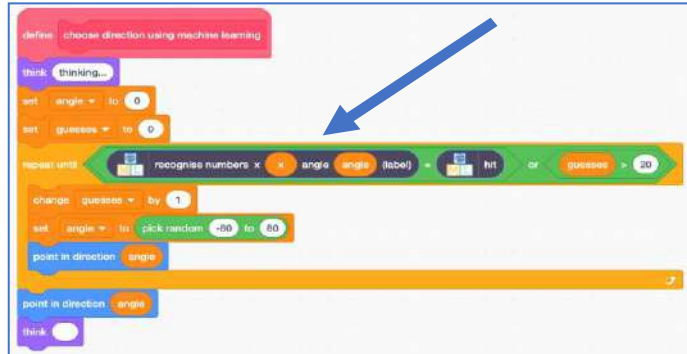 define choose direction using machine learning
think thinking...
set angle to 0
set guesses to 0
repeat until recognise numbers x x angle angle (label) = hit or guesses > 20
change guesses by 1
set angle to pick random -80 to 80
point in direction angle
point in direction angle
think